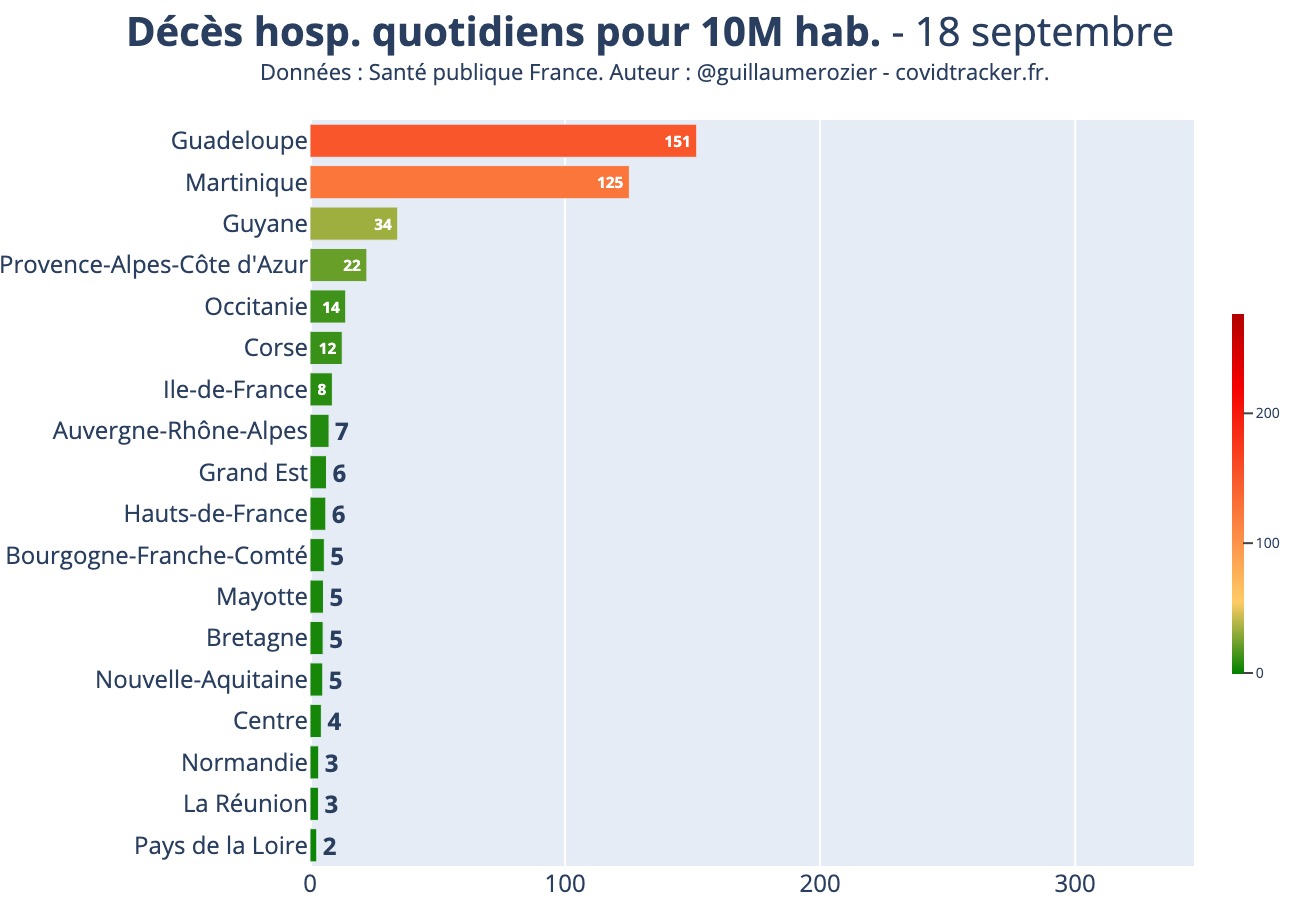 Décès hosp. quotidiens pour 10M hab. - 18 septembre
Données : Santé publique France. Auteur : @guillaumerozier - covidtracker.fr.
Guadeloupe 151
Martinique 125
Guyane 34
Provence-Alpes-Côte d'Azur 22
Occitanie 14
Corse 12
Ile-de-France 8
Auvergne-Rhône-Alpes 7
Grand Est 6
Hauts-de-France 6
Bourgogne-Franche-Comté 5
Mayotte 5
Bretagne 5
Nouvelle-Aquitaine 5
Centre 4
Normandie 3
La Réunion 3
Pays de la Loire 2
0 100 200 300
200
100
0